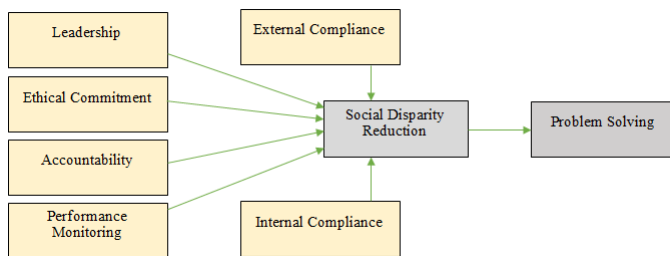 Leadership
Ethical Commitment
Accountability
Performance
Monitoring
External Compliance
Internal Compliance
Social Disparity
Reduction
Problem Solving